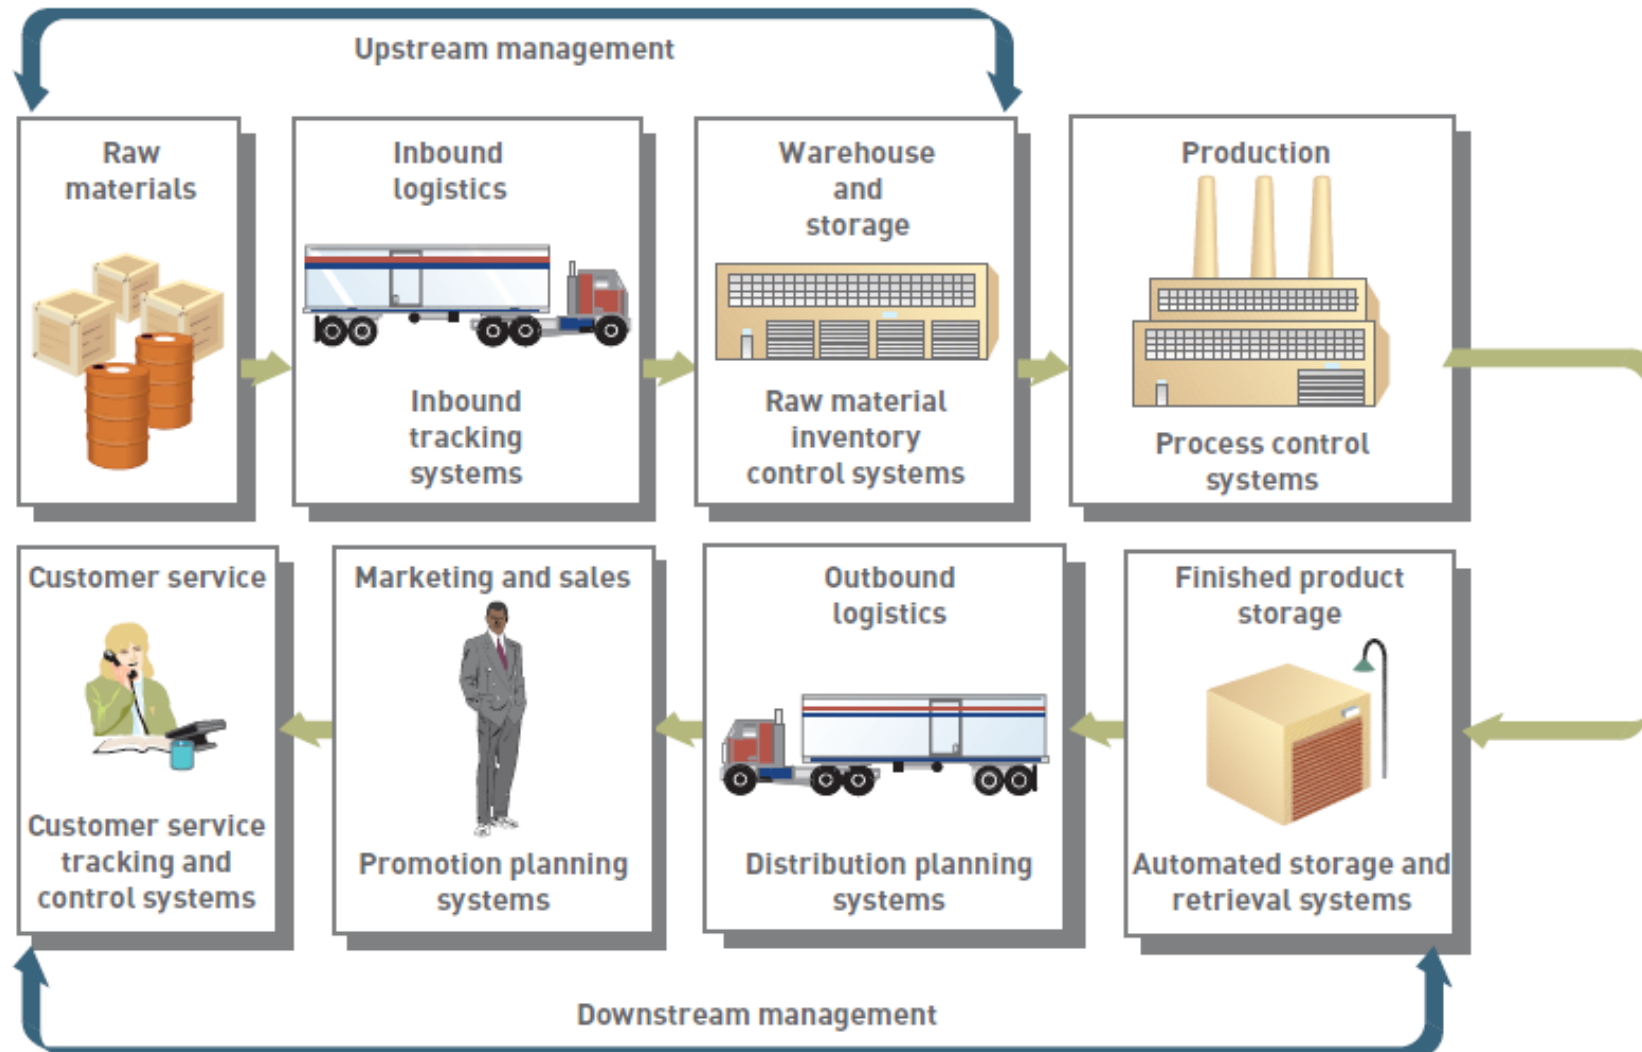 Upstream management
Raw
materials
Inbound
logistics
Inbound
tracking
systems
Warehouse
and
storage
Raw material
inventory
control systems
Production
Process control
systems
Customer service
Customer service
tracking and
control systems
Marketing and sales
Promotion planning
systems
Outbound
logistics
Distribution planning
systems
Finished product
storage
Automated storage and
retrieval systems
Downstream management